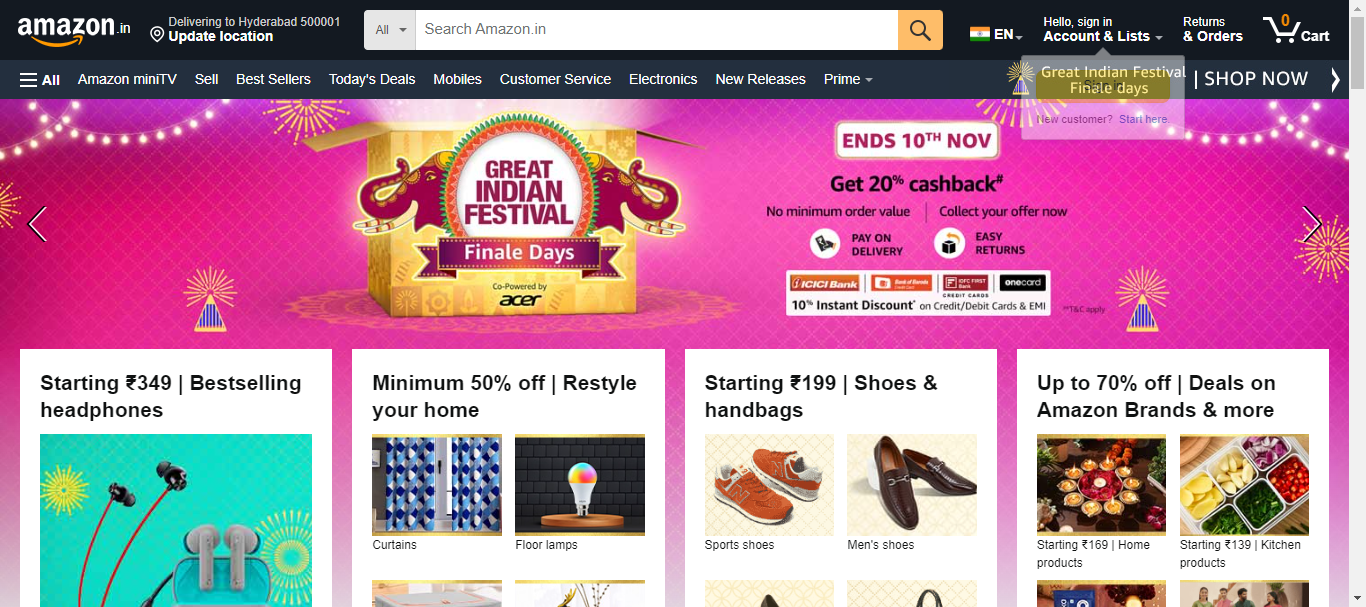 amazon.in
Delivering to Hyderabad 500001
Update location
All
Search Amazon.in
EN
Hello, sign in
Account & Lists
Returns
& Orders
0
Cart
All
Amazon miniTV
Sell
Best Sellers
Today's Deals
Mobiles
Customer Service
Electronics
New Releases
Prime
Great Indian Festival
Finale days
| SHOP NOW
New customer? Start here.
GREAT
INDIAN
FESTIVAL
Finale Days
Co-Powered by
acer
ENDS 10TH NOV
Get 20% cashback#
No minimum order value | Collect your offer now
PAY ON
DELIVERY
EASY
RETURNS
ICICI Bank
Bank of Baroda
Credit Card
IDFC FIRST
Bank
CREDIT CARDS
onecard
10% Instant Discount* on Credit/Debit Cards & EMI
#*T&C apply
Starting ₹349 | Bestselling
headphones
Minimum 50% off | Restyle
your home
Curtains
Floor lamps
Starting ₹199 | Shoes &
handbags
Sports shoes
Men's shoes
Up to 70% off | Deals on
Amazon Brands & more
Starting ₹169 | Home
products
Starting ₹139 | Kitchen
products